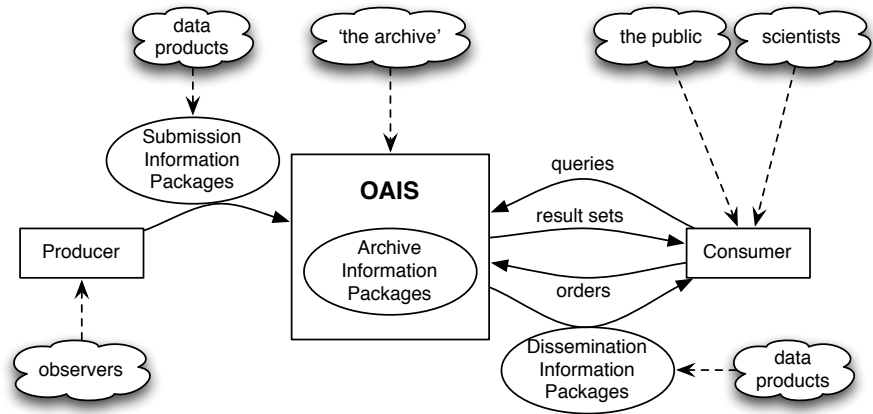 data
products
'the archive'
the public
scientists
Submission
Information
Packages
OAIS
queries
result sets
Producer
Archive
Information
Packages
Consumer
orders
observers
Dissemination
Information
Packages
data
products